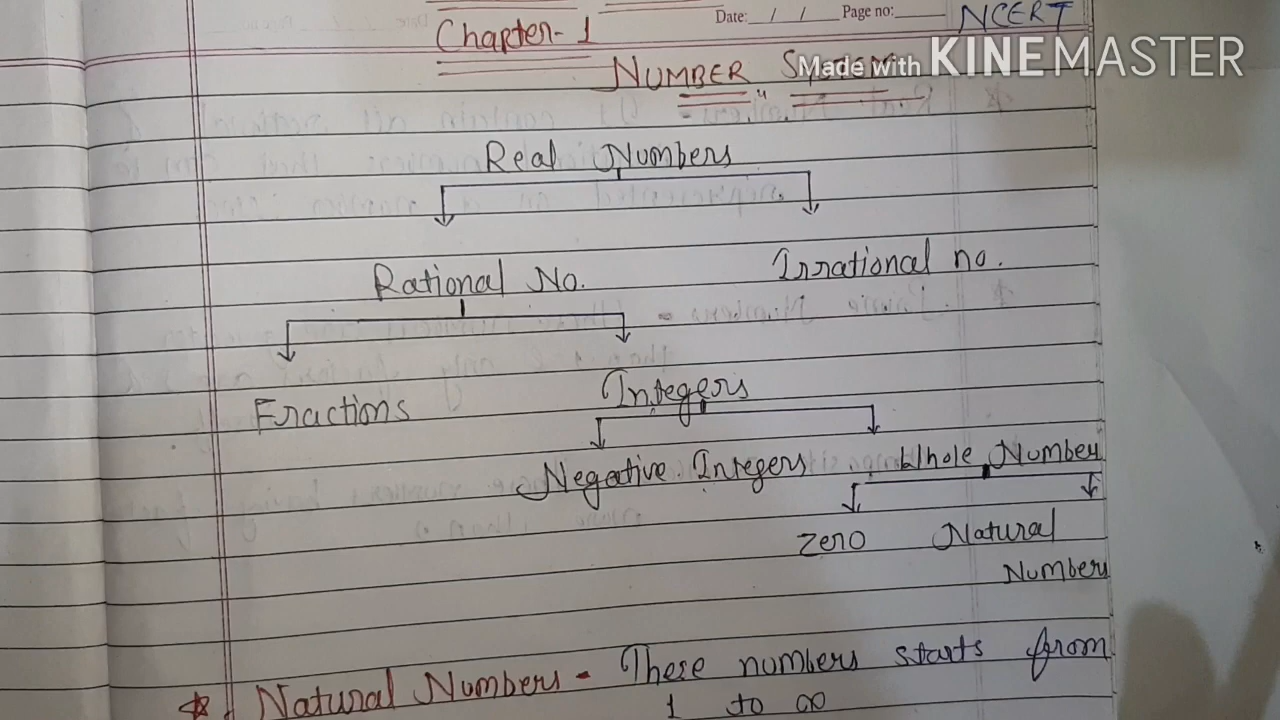 Date: / / Page no: NCERT
Chapter- 1
NUMBER Made with KINEMASTER
Real Numbers
Rational No. Irrational no.
Fractions Integers
Negative Integers Whole Number
Zero Natural
Numbers
Natural Numbers - These numbers starts from
1 to ∞